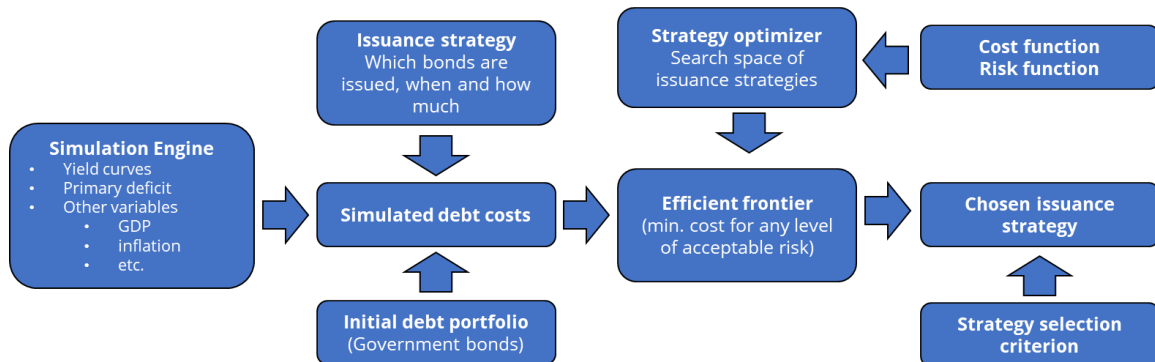 Simulation Engine
• Yield curves
• Primary deficit
• Other variables
• GDP
• inflation
• etc.
Issuance strategy
Which bonds are
issued, when and how
much
Simulated debt costs
Initial debt portfolio
(Government bonds)
Strategy optimizer
Search space of
issuance strategies
Efficient frontier
(min. cost for any level
of acceptable risk)
Cost function
Risk function
Chosen issuance
strategy
Strategy selection
criterion